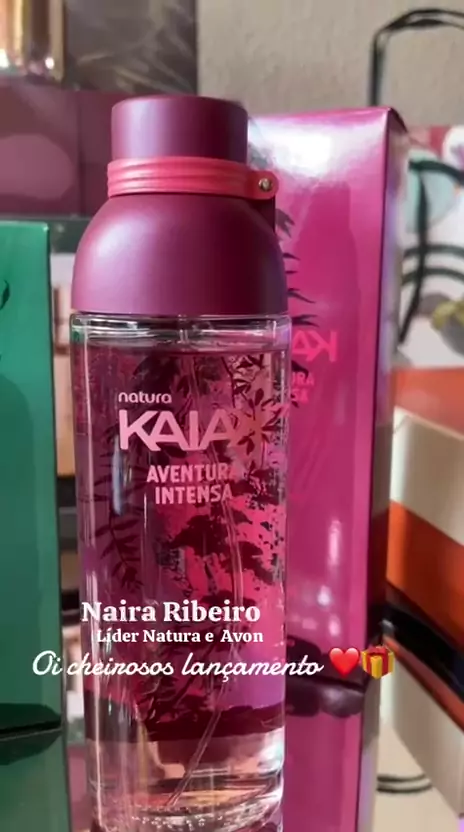 natura
KAIAK
AVENTURA
INTENSA
Naira Ribeiro
Líder Natura e Avon
Oi cheirosos lançamento ❤️🎁